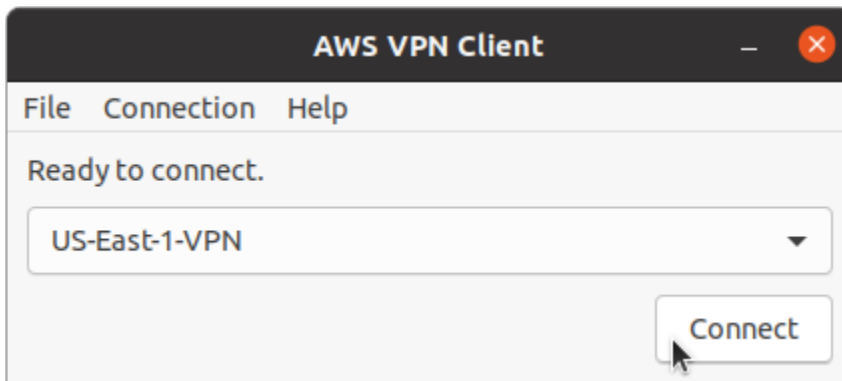 AWS VPN Client
File Connection Help
Ready to connect.
US-East-1-VPN
Connect